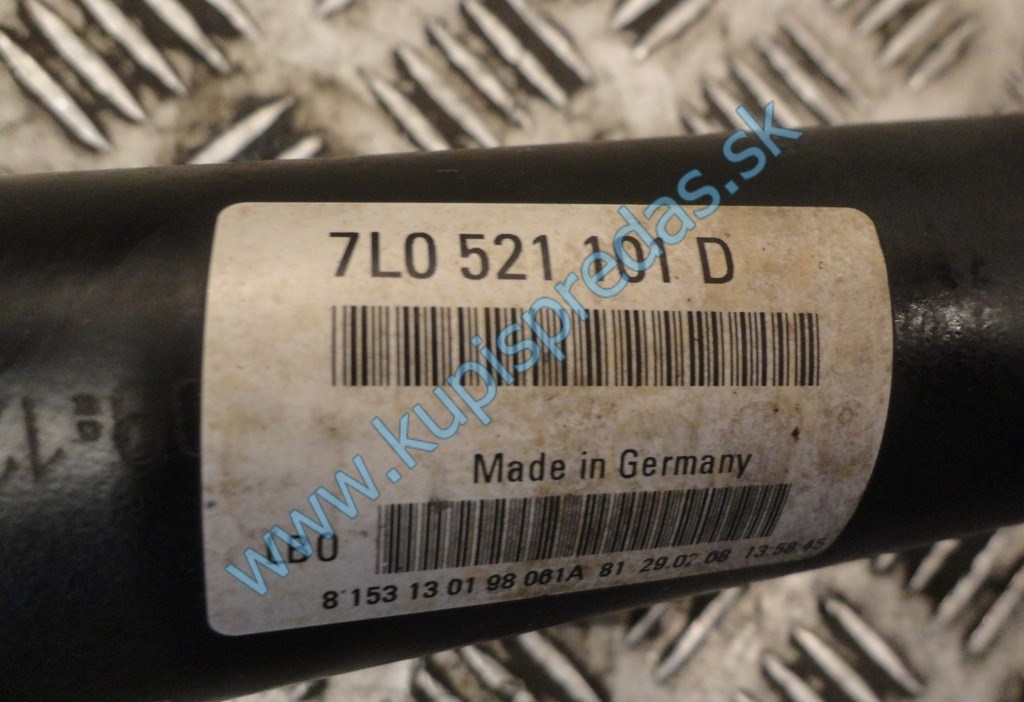 7L0 521 101 D
Made in Germany
8 153 13 01 98 061A 81 29.02.08 13:58:45
www.kupispredas.sk